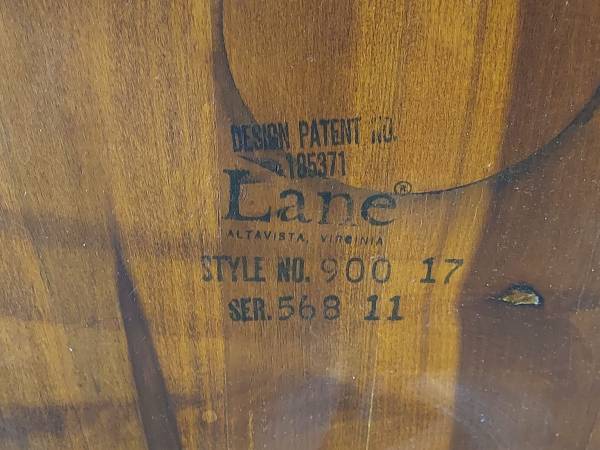 DESIGN PATENT NO.
185371
Lane®
ALTAVISTA, VIRGINIA
STYLE NO. 900 17
SER. 568 11